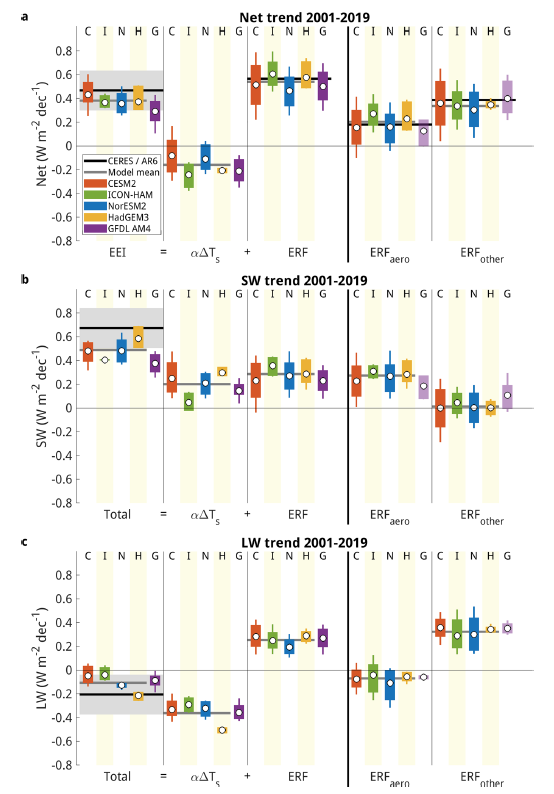 a
Net trend 2001-2019
C I N H G C I N H G C I N H G C I N H G C I N H G
Net (W m⁻² dec⁻¹)
0.8
0.6
0.4
0.2
0
-0.2
-0.4
-0.6
-0.8
CERES / AR6
Model mean
CESM2
ICON-HAM
NorESM2
HadGEM3
GFDL AM4
EEI = αΔTs + ERF ERFaero ERFother
b
SW trend 2001-2019
C I N H G C I N H G C I N H G C I N H G C I N H G
SW (W m⁻² dec⁻¹)
0.8
0.6
0.4
0.2
0
-0.2
-0.4
-0.6
-0.8
Total = αΔTs + ERF ERFaero ERFother
c
LW trend 2001-2019
C I N H G C I N H G C I N H G C I N H G C I N H G
LW (W m⁻² dec⁻¹)
0.8
0.6
0.4
0.2
0
-0.2
-0.4
-0.6
-0.8
Total = αΔTs + ERF ERFaero ERFother